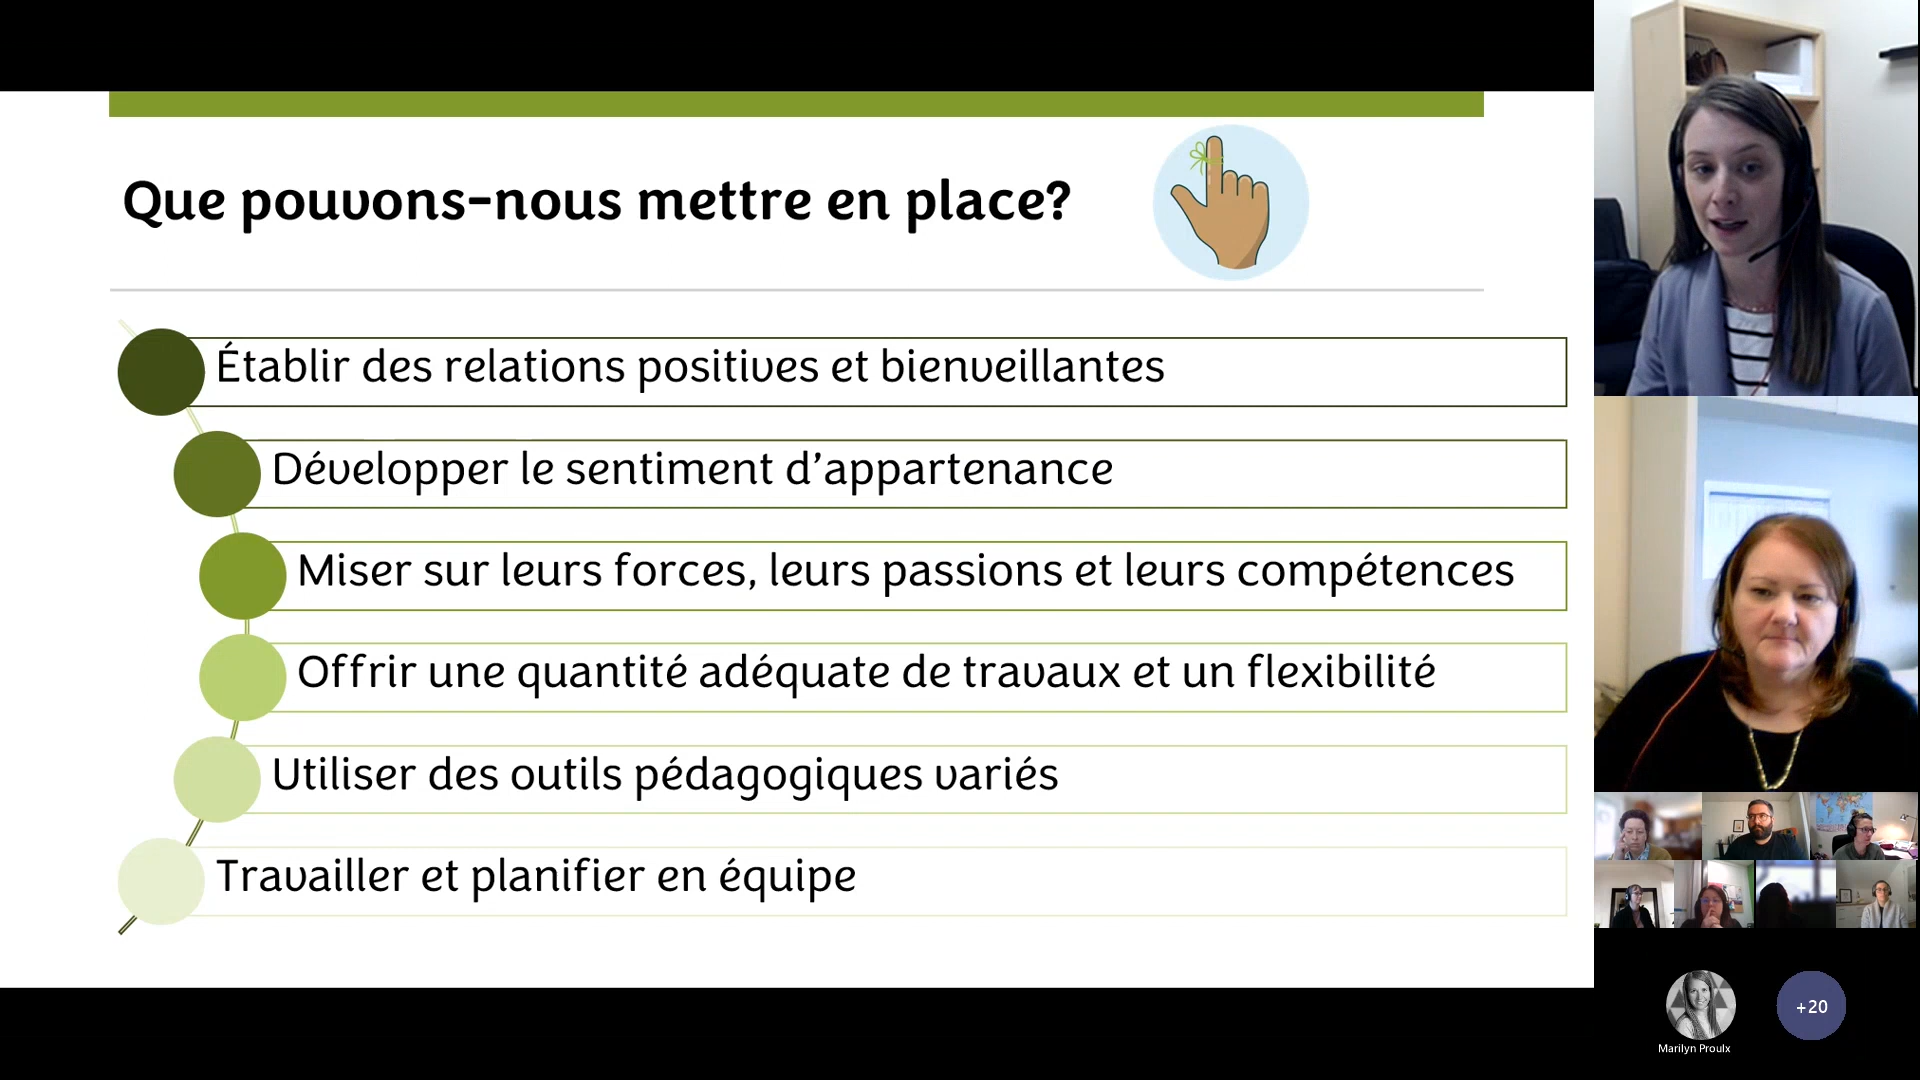 Que pouvons-nous mettre en place?
Établir des relations positives et bienveillantes
Développer le sentiment d’appartenance
Miser sur leurs forces, leurs passions et leurs compétences
Offrir une quantité adéquate de travaux et un flexibilité
Utiliser des outils pédagogiques variés
Travailler et planifier en équipe
+20
Marilyn Proulx